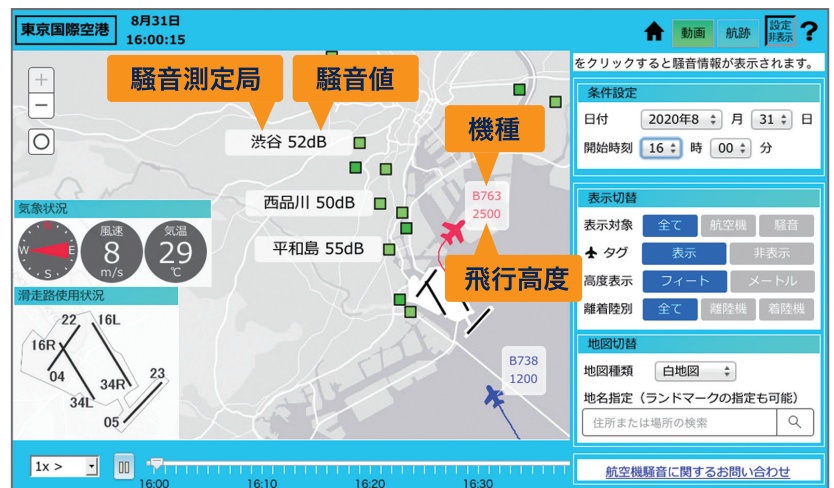 東京国際空港
8月31日
16:00:15
動画
航跡
設定
非表示
?
をクリックすると騒音情報が表示されます。
騒音測定局
騒音値
機種
飛行高度
渋谷 52dB
西品川 50dB
平和島 55dB
B763
2500
B738
1200
気象状況
N
W
E
S
風速
8
m/s
気温
29
℃
滑走路使用状況
22
16L
16R
04
34R
23
34L
05
条件設定
日付 2020年8 月 31 日
開始時刻 16 時 00 分
表示切替
表示対象 全て 航空機 騒音
タグ 表示 非表示
高度表示 フィート メートル
離着陸別 全て 離陸機 着陸機
地図切替
地図種類 白地図
地名指定（ランドマークの指定も可能）
住所または場所の検索
航空機騒音に関するお問い合わせ
1x >
16:00 16:10 16:20 16:30